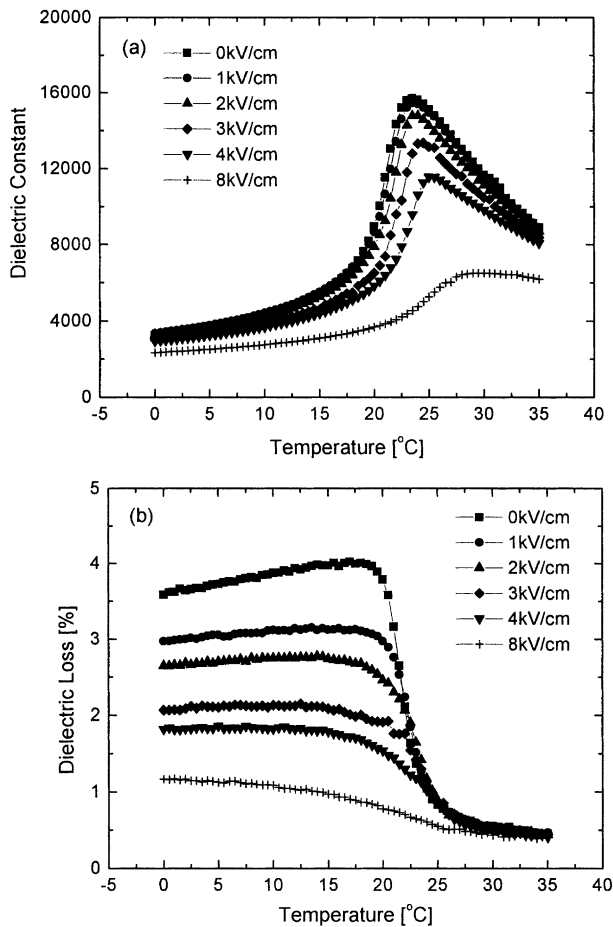 (a)
0kV/cm
1kV/cm
2kV/cm
3kV/cm
4kV/cm
8kV/cm
20000
16000
12000
8000
4000
0
Dielectric Constant
-5 0 5 10 15 20 25 30 35 40
Temperature [°C]
(b)
0kV/cm
1kV/cm
2kV/cm
3kV/cm
4kV/cm
8kV/cm
5
4
3
2
1
0
Dielectric Loss [%]
-5 0 5 10 15 20 25 30 35 40
Temperature [°C]